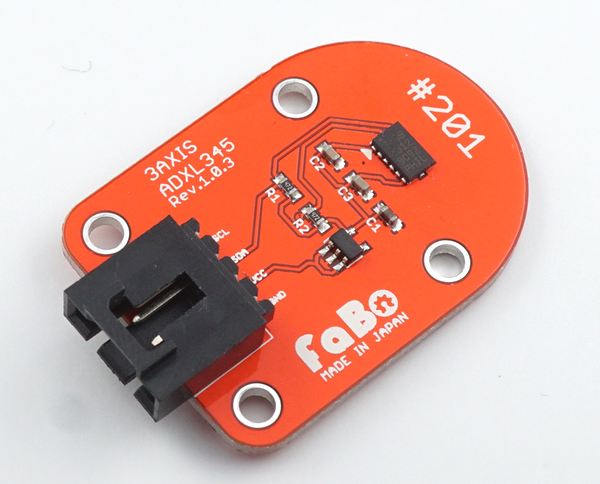 #201
3AXIS
ADXL345
Rev.1.0.3
C2
C3
C1
R1
R2
SCL
SDA
VCC
GND
FaBo
MADE IN JAPAN